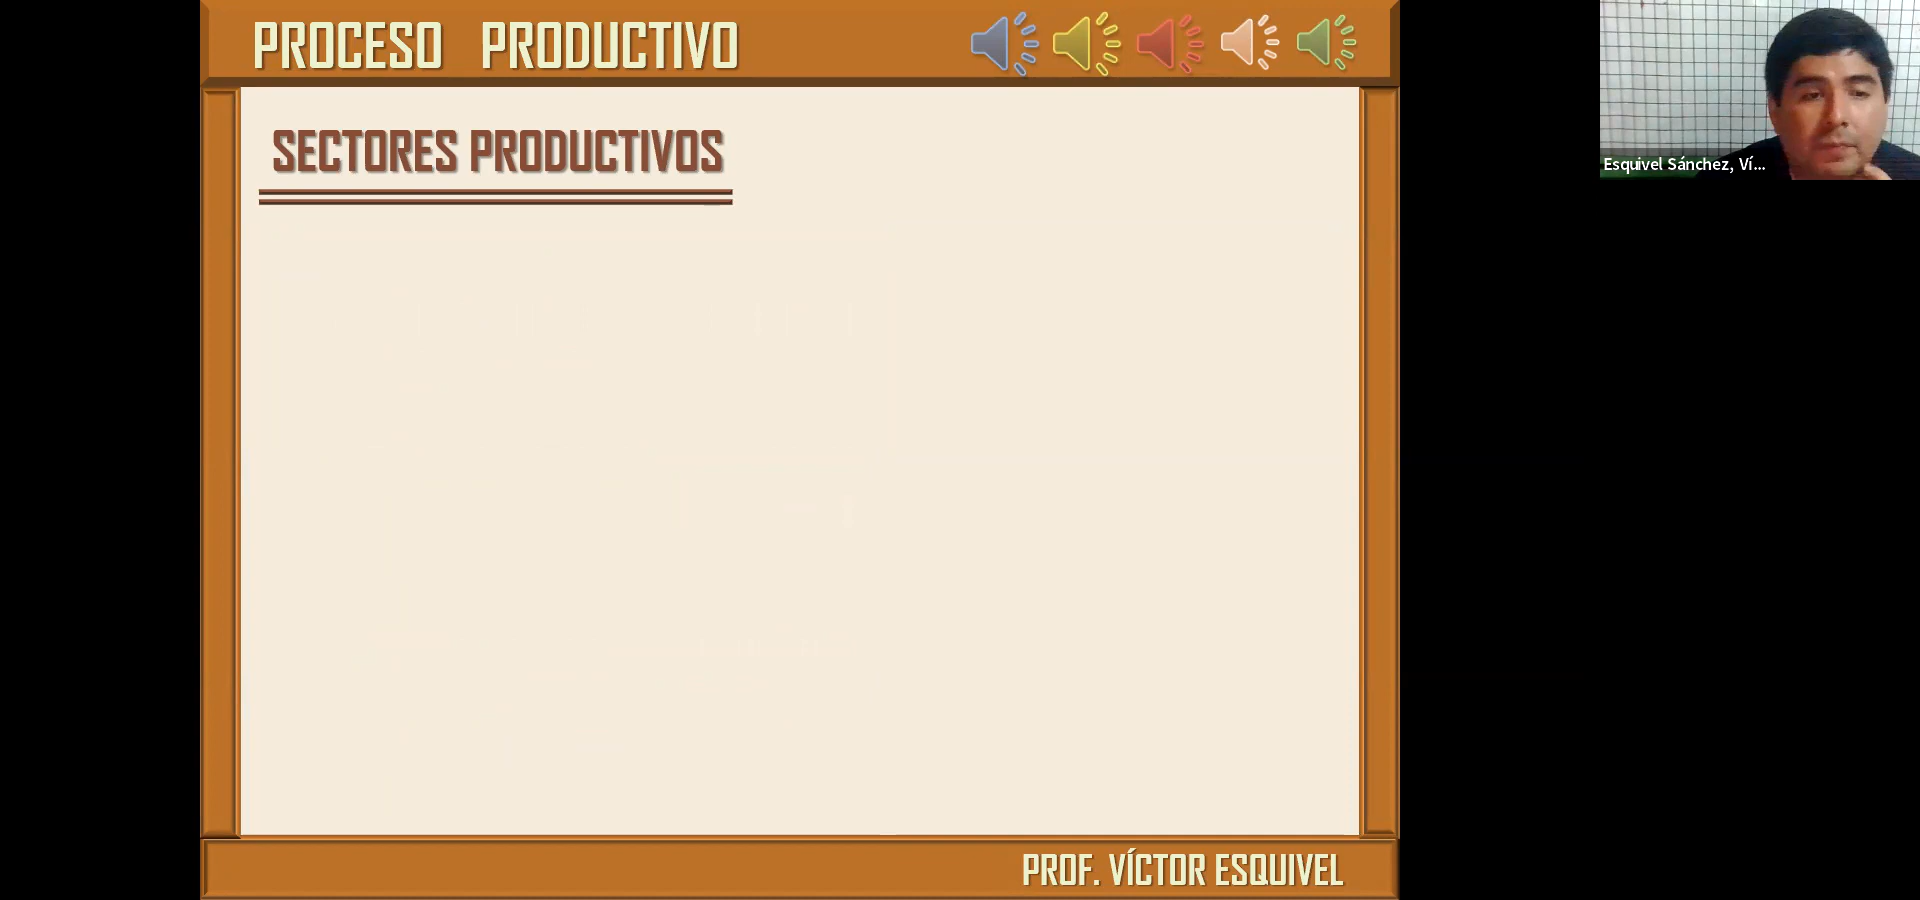 PROCESO PRODUCTIVO
SECTORES PRODUCTIVOS
Esquivel Sánchez, Ví...
PROF. VÍCTOR ESQUIVEL